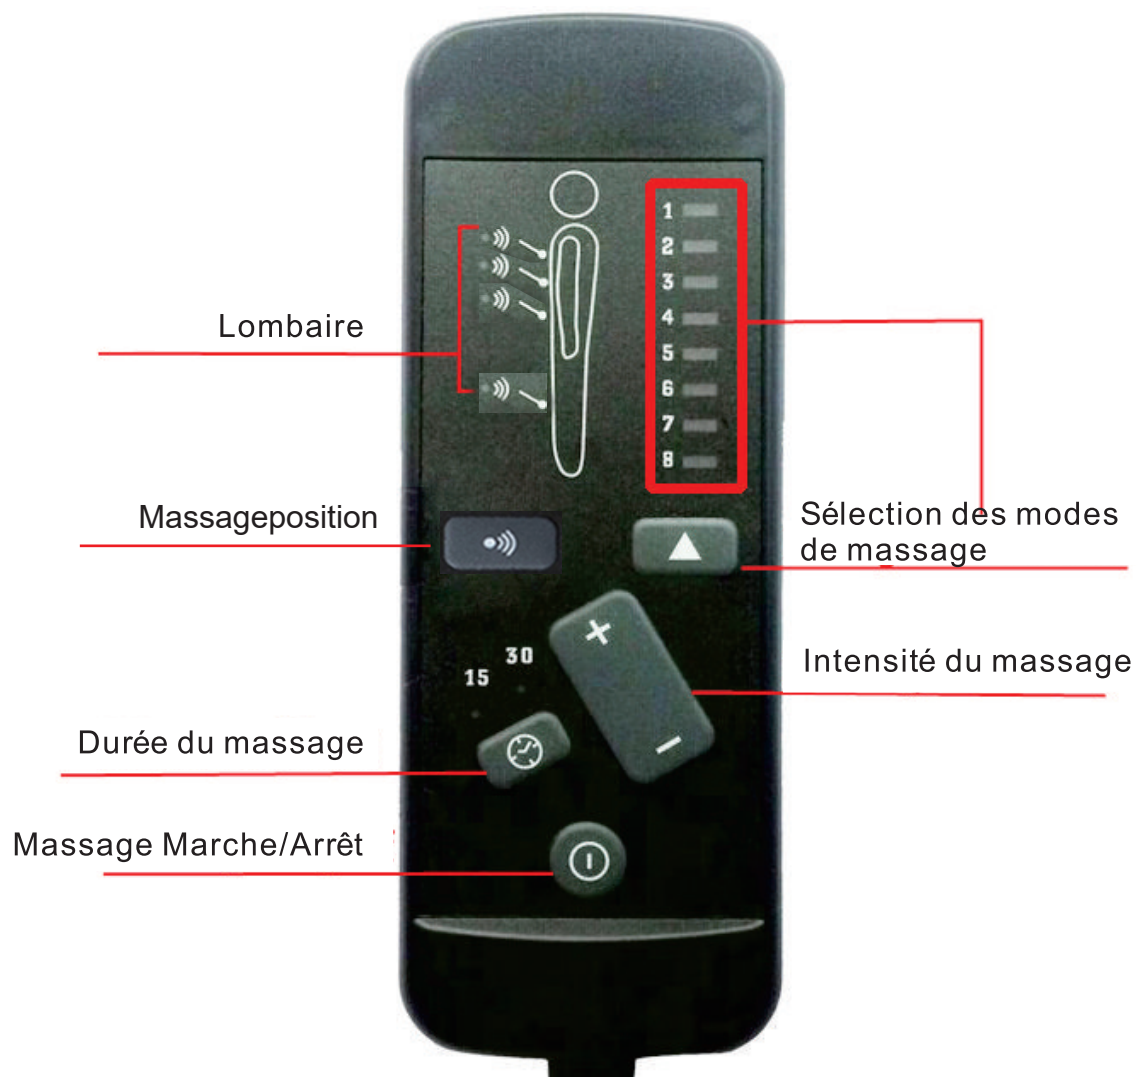 1
2
3
4
5
6
7
8
Lombaire
Massageposition
Sélection des modes
de massage
30
15
+
Intensité du massage
−
Durée du massage
Massage Marche/Arrêt